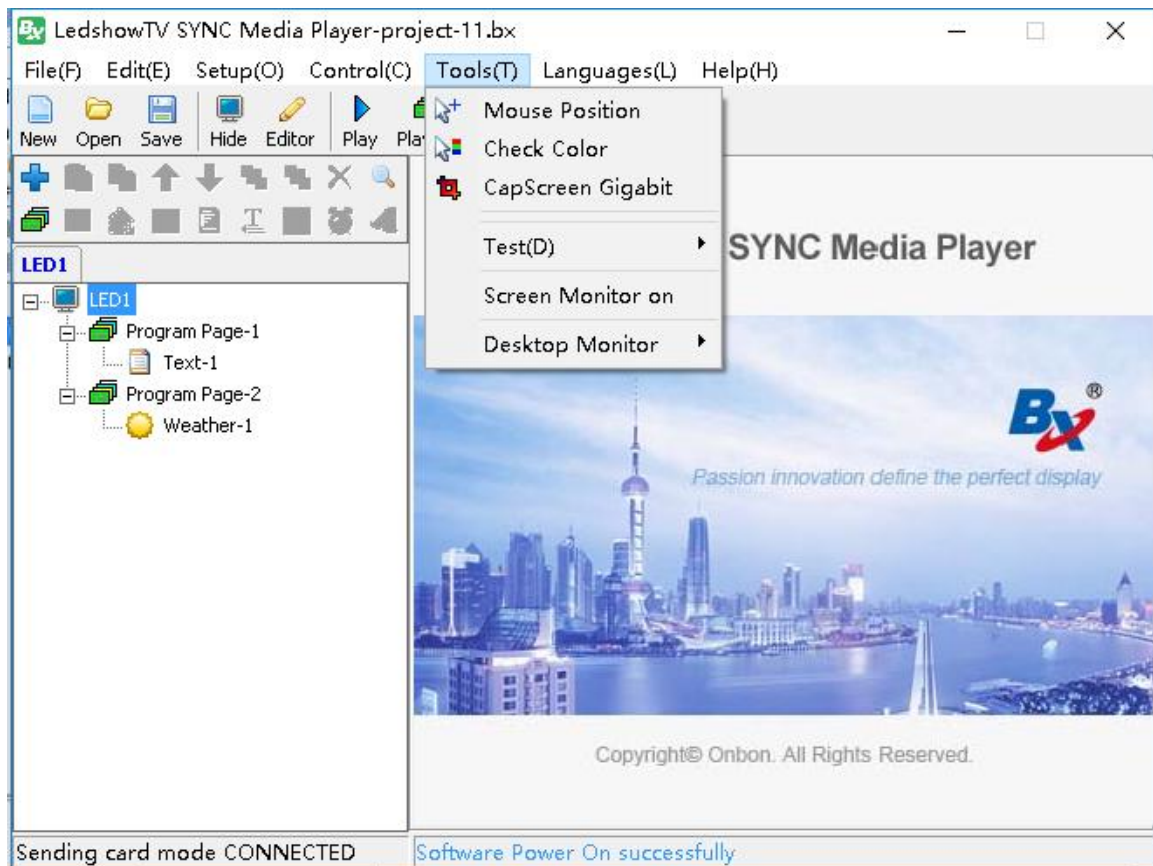 LedshowTV SYNC Media Player-project-11.bx
File(F) Edit(E) Setup(O) Control(C) Tools(T) Languages(L) Help(H)
New Open Save Hide Editor Play
Mouse Position
Check Color
CapScreen Gigabit
Test(D)
Screen Monitor on
Desktop Monitor
LED1
LED1
Program Page-1
Text-1
Program Page-2
Weather-1
SYNC Media Player
BX®
Passion innovation define the perfect display
Copyright© Onbon. All Rights Reserved.
Sending card mode CONNECTED
Software Power On successfully